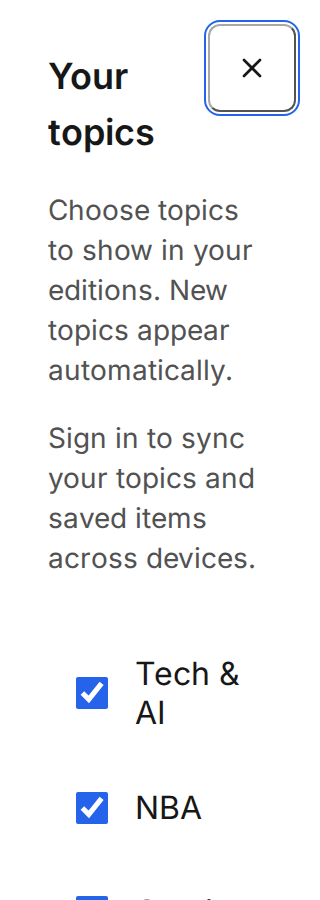 Your
topics
Choose topics
to show in your
editions. New
topics appear
automatically.
Sign in to sync
your topics and
saved items
across devices.
Tech &
AI
NBA